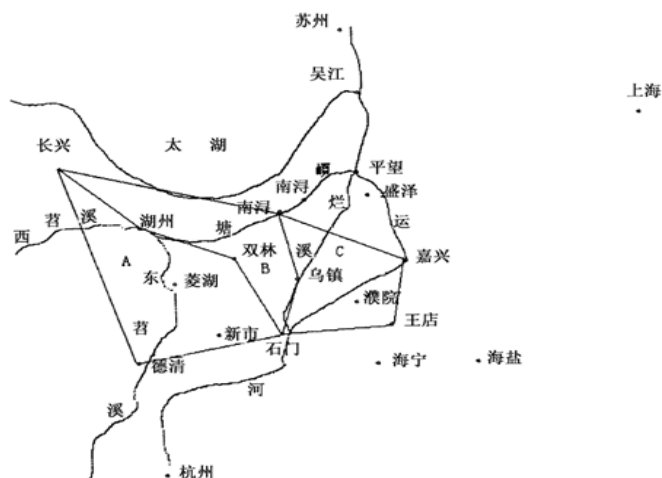 苏州
吴江
上海
长兴
太湖
頔
平望
南浔
盛泽
南浔
烂
西苕溪
湖州
塘
运
双林
溪
C
嘉兴
A
B
东
菱湖
乌镇
濮院
苕
新市
石门
王店
德清
海宁
海盐
河
溪
杭州